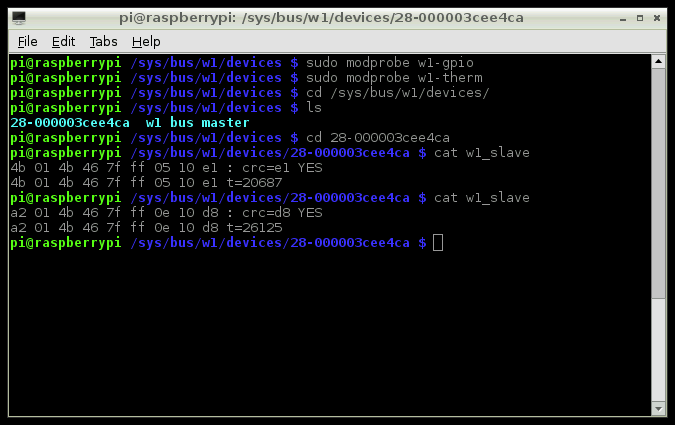 pi@raspberrypi: /sys/bus/w1/devices/28-000003cee4ca
File Edit Tabs Help
pi@raspberrypi /sys/bus/w1/devices $ sudo modprobe w1-gpio
pi@raspberrypi /sys/bus/w1/devices $ sudo modprobe w1-therm
pi@raspberrypi /sys/bus/w1/devices $ cd /sys/bus/w1/devices/
pi@raspberrypi /sys/bus/w1/devices $ ls
28-000003cee4ca  w1 bus master
pi@raspberrypi /sys/bus/w1/devices $ cd 28-000003cee4ca
pi@raspberrypi /sys/bus/w1/devices/28-000003cee4ca $ cat w1_slave
4b 01 4b 46 7f ff 05 10 e1 : crc=e1 YES
4b 01 4b 46 7f ff 05 10 e1 t=20687
pi@raspberrypi /sys/bus/w1/devices/28-000003cee4ca $ cat w1_slave
a2 01 4b 46 7f ff 0e 10 d8 : crc=d8 YES
a2 01 4b 46 7f ff 0e 10 d8 t=26125
pi@raspberrypi /sys/bus/w1/devices/28-000003cee4ca $